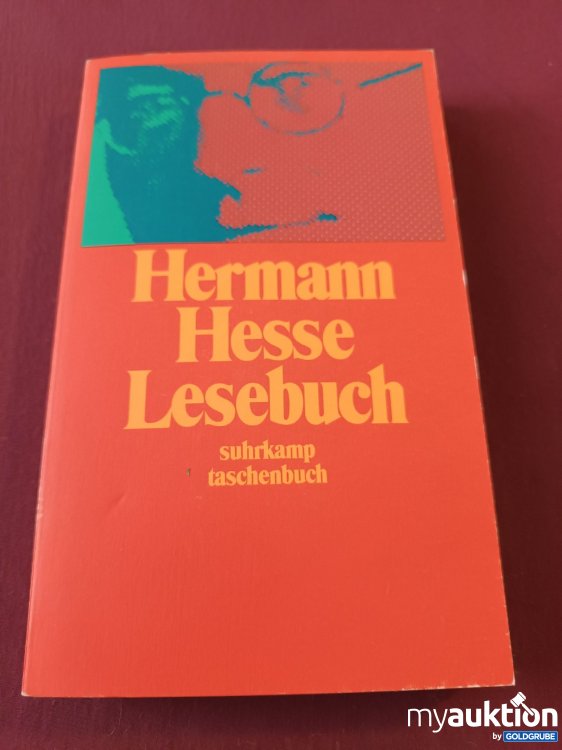 Hermann
Hesse
Lesebuch
suhrkamp
taschenbuch
myauktion
by GOLDGRUBE